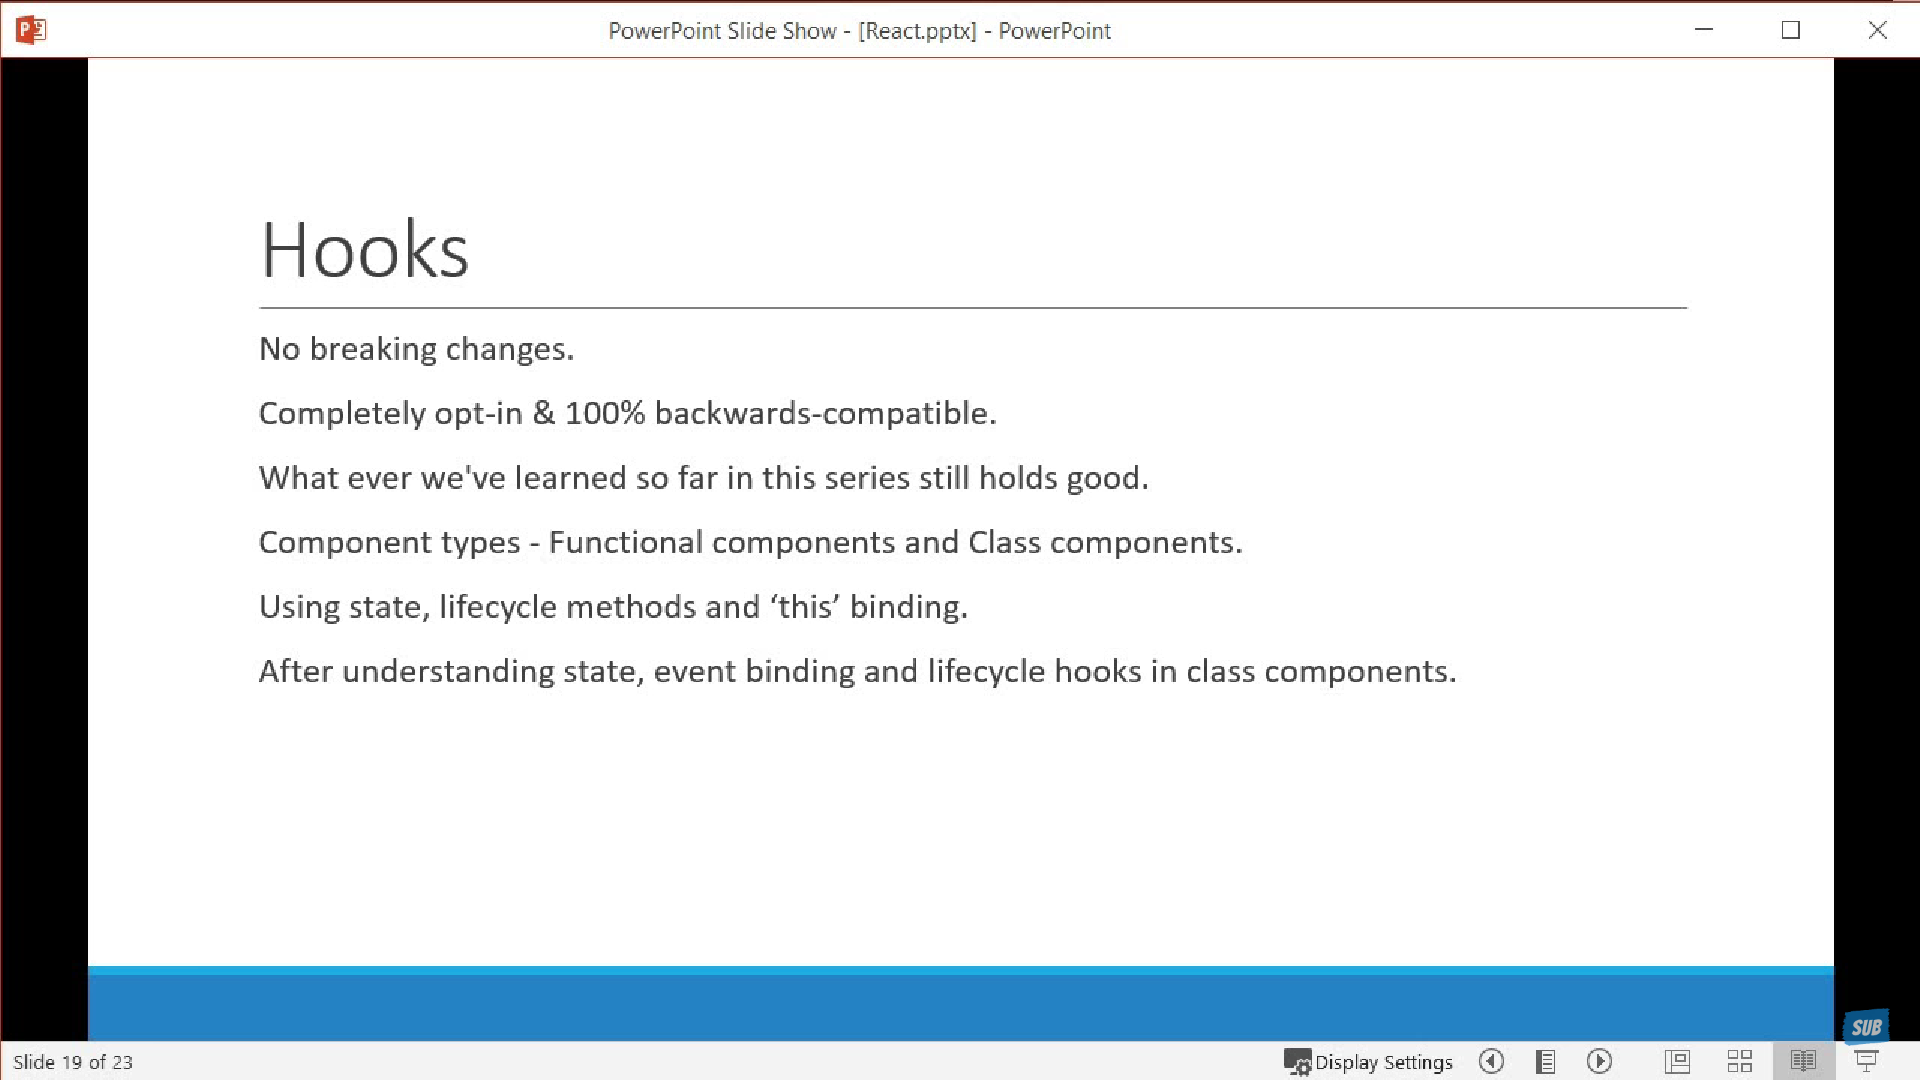 PowerPoint Slide Show - [React.pptx] - PowerPoint
Hooks
No breaking changes.
Completely opt-in & 100% backwards-compatible.
What ever we've learned so far in this series still holds good.
Component types - Functional components and Class components.
Using state, lifecycle methods and ‘this’ binding.
After understanding state, event binding and lifecycle hooks in class components.
SUB
Slide 19 of 23
Display Settings